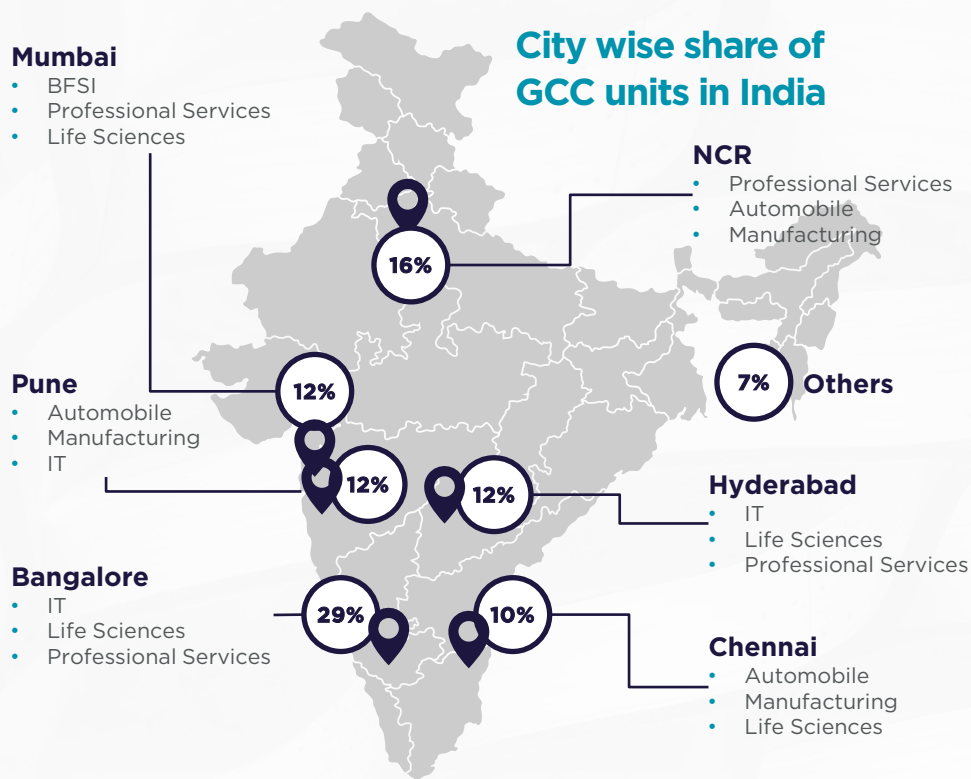 City wise share of
GCC units in India
Mumbai
• BFSI
• Professional Services
• Life Sciences
NCR
• Professional Services
• Automobile
• Manufacturing
16%
12%
Pune
• Automobile
• Manufacturing
• IT
7% Others
12%
12%
Hyderabad
• IT
• Life Sciences
• Professional Services
Bangalore
• IT
• Life Sciences
• Professional Services
29%
10%
Chennai
• Automobile
• Manufacturing
• Life Sciences